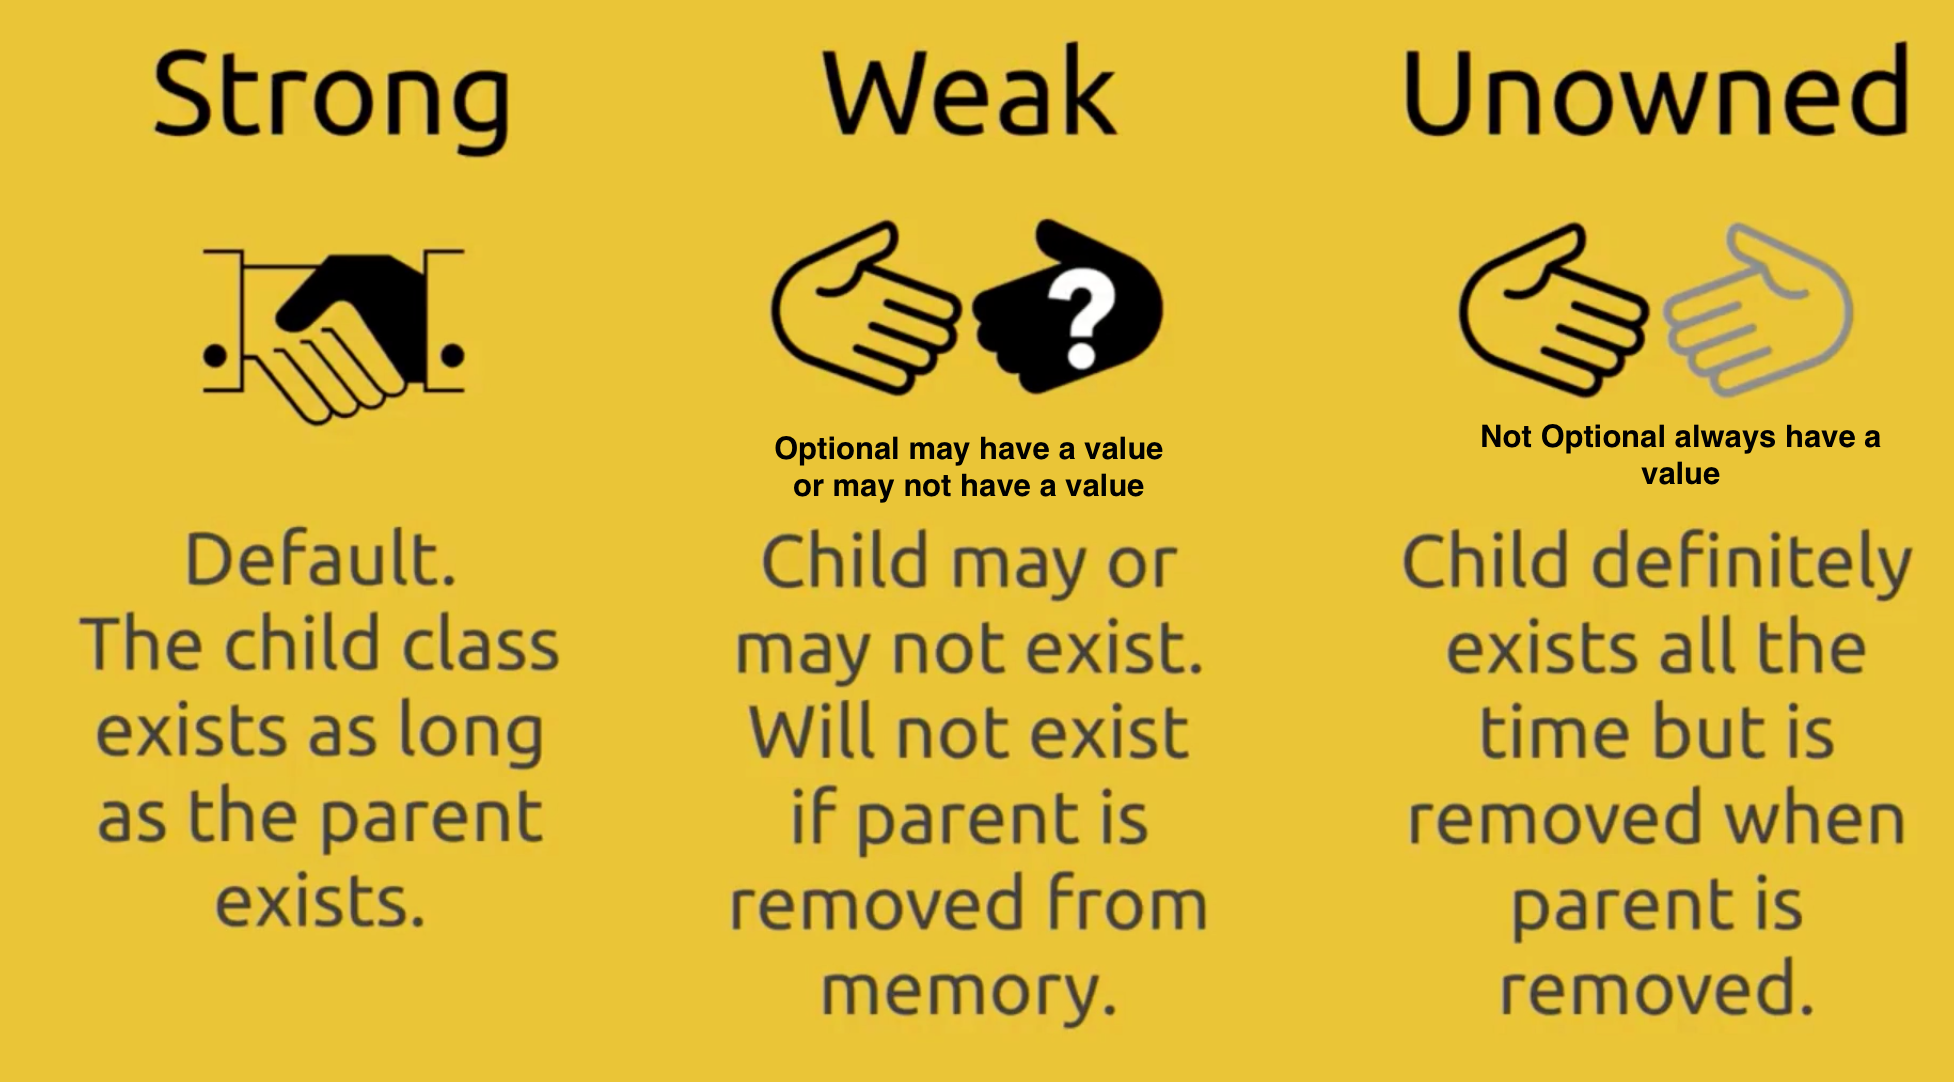 Strong
Default.
The child class
exists as long
as the parent
exists.
Weak
?
Optional may have a value
or may not have a value
Child may or
may not exist.
Will not exist
if parent is
removed from
memory.
Unowned
Not Optional always have a
value
Child definitely
exists all the
time but is
removed when
parent is
removed.